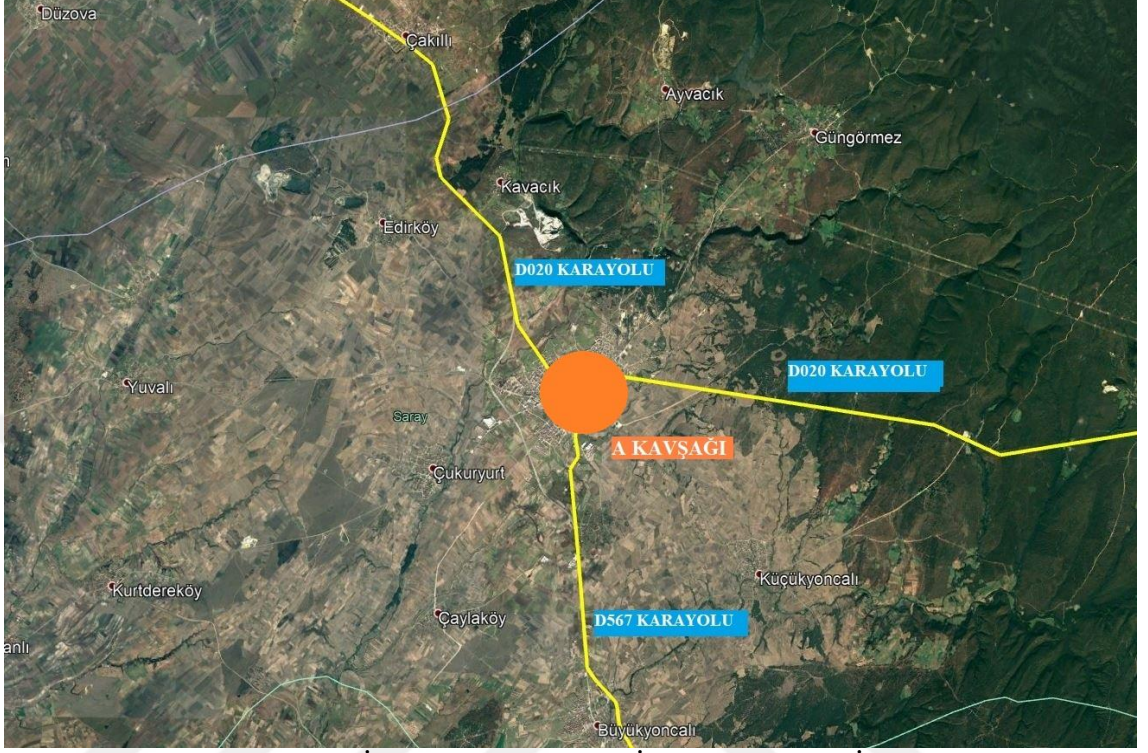 Düzova
Çakıllı
Ayvacık
Güngörmez
Kavacık
Edirköy
D020 KARAYOLU
D020 KARAYOLU
Yuvalı
Saray
A KAVŞAĞI
Çukuryurt
Küçükyoncalı
Kurtdereköy
Çaylaköy
D567 KARAYOLU
anlı
Büyükyoncalı